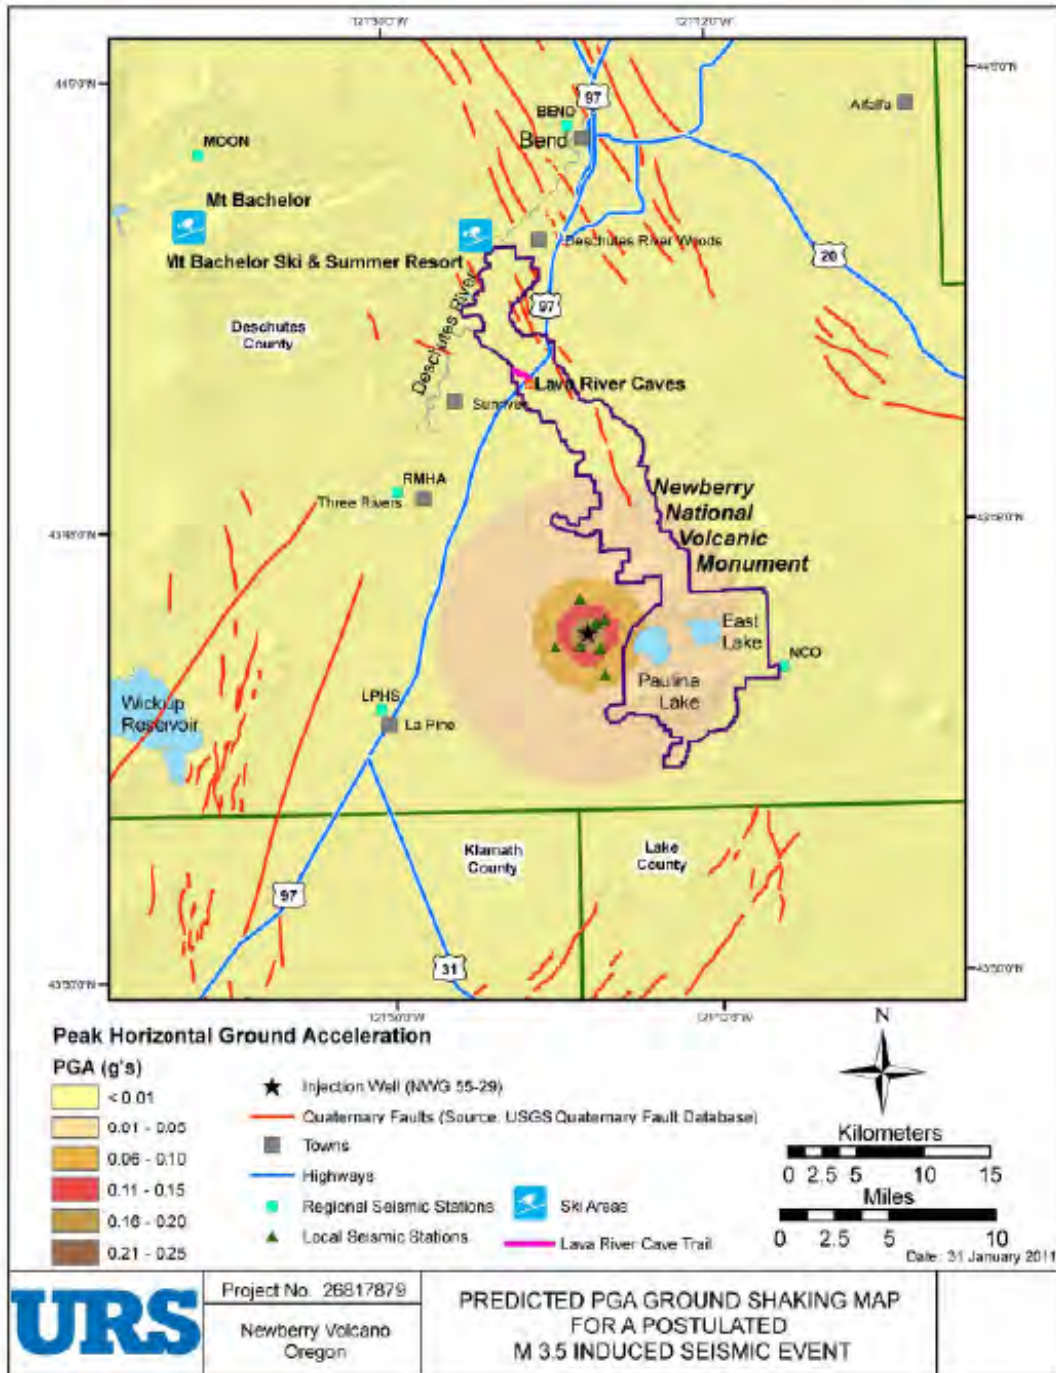 BEND
97
Bend
Alfalfa
MOON
Mt Bachelor
Mt Bachelor Ski & Summer Resort
Deschutes River Woods
20
97
Deschutes
County
Deschutes River
Lava River Caves
Sunriver
RMHA
Three Rivers
Newberry
National
Volcanic
Monument
East
Lake
NCO
Paulina
Lake
Wickiup
Reservoir
LPHS
La Pine
Klamath
County
Lake
County
97
31
Peak Horizontal Ground Acceleration
PGA (g's)
< 0.01
0.01 - 0.05
0.06 - 0.10
0.11 - 0.15
0.16 - 0.20
0.21 - 0.25
Injection Well (NWG 55-29)
Quaternary Faults (Source: USGS Quaternary Fault Database)
Towns
Highways
Regional Seismic Stations
Local Seismic Stations
Ski Areas
Lava River Cave Trail
N
Kilometers
0 2.5 5 10 15
Miles
0 2.5 5 10
Date: 31 January 2011
URS
Project No. 26817879
Newberry Volcano
Oregon
PREDICTED PGA GROUND SHAKING MAP
FOR A POSTULATED
M 3.5 INDUCED SEISMIC EVENT